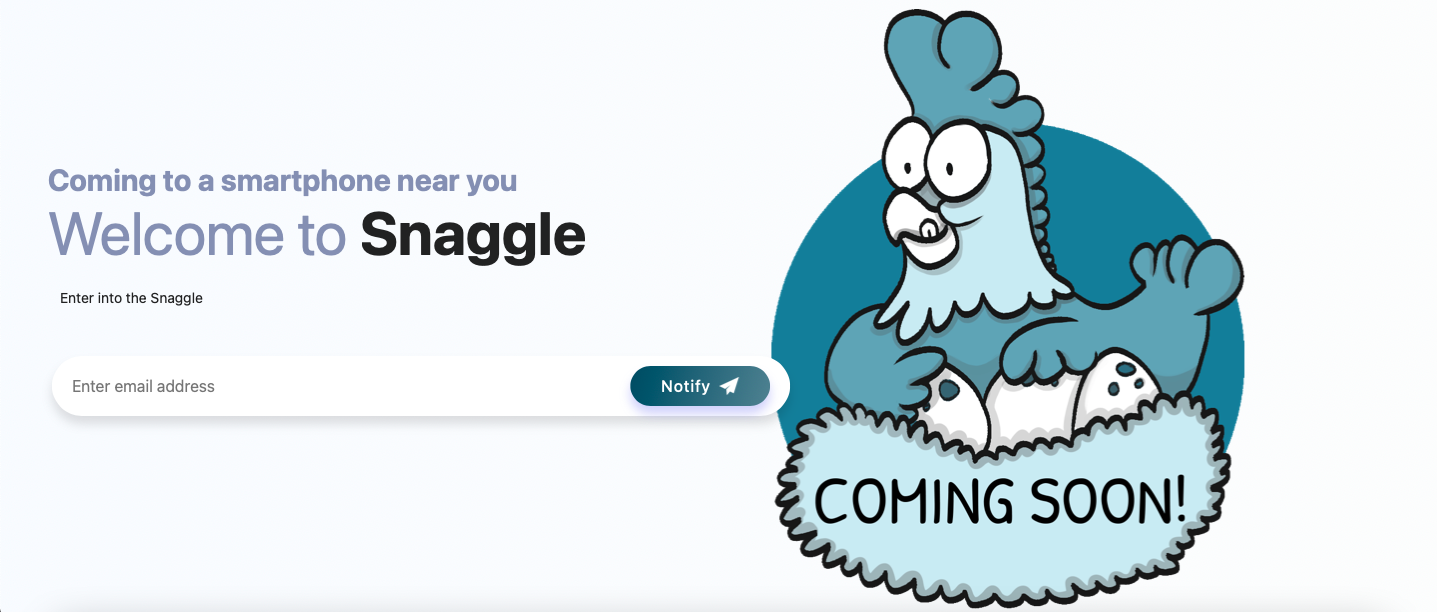 Coming to a smartphone near you
Welcome to Snaggle
Enter into the Snaggle
Enter email address
Notify
COMING SOON!